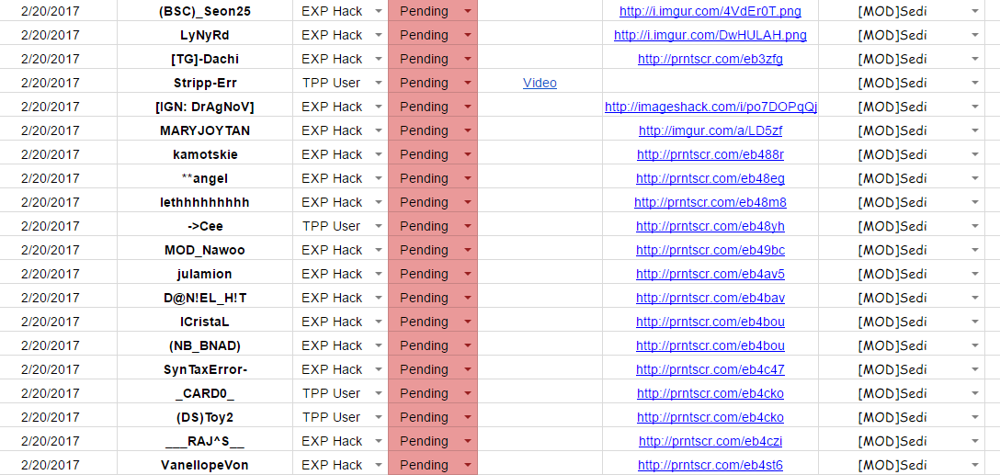 2/20/2017 (BSC)_Seon25 EXP Hack Pending http://i.imgur.com/4VdEr0T.png [MOD]Sedi
2/20/2017 LyNyRd EXP Hack Pending http://i.imgur.com/DwHULAH.png [MOD]Sedi
2/20/2017 [TG]-Dachi EXP Hack Pending http://prntscr.com/eb3zfg [MOD]Sedi
2/20/2017 Stripp-Err TPP User Pending Video [MOD]Sedi
2/20/2017 [IGN: DrAgNoV] EXP Hack Pending http://imageshack.com/i/po7DOPqQj [MOD]Sedi
2/20/2017 MARYJOYTAN EXP Hack Pending http://imgur.com/a/LD5zf [MOD]Sedi
2/20/2017 kamotskie EXP Hack Pending http://prntscr.com/eb488r [MOD]Sedi
2/20/2017 **angel EXP Hack Pending http://prntscr.com/eb48eg [MOD]Sedi
2/20/2017 lethhhhhhhhh EXP Hack Pending http://prntscr.com/eb48m8 [MOD]Sedi
2/20/2017 ->Cee TPP User Pending http://prntscr.com/eb48yh [MOD]Sedi
2/20/2017 MOD_Nawoo EXP Hack Pending http://prntscr.com/eb49bc [MOD]Sedi
2/20/2017 julamion EXP Hack Pending http://prntscr.com/eb4av5 [MOD]Sedi
2/20/2017 D@N!EL_H!T EXP Hack Pending http://prntscr.com/eb4bav [MOD]Sedi
2/20/2017 ICristaL EXP Hack Pending http://prntscr.com/eb4bou [MOD]Sedi
2/20/2017 (NB_BNAD) EXP Hack Pending http://prntscr.com/eb4bou [MOD]Sedi
2/20/2017 SynTaxError- EXP Hack Pending http://prntscr.com/eb4c47 [MOD]Sedi
2/20/2017 _CARD0_ TPP User Pending http://prntscr.com/eb4cko [MOD]Sedi
2/20/2017 (DS)Toy2 TPP User Pending http://prntscr.com/eb4cko [MOD]Sedi
2/20/2017 ___RAJ^S__ EXP Hack Pending http://prntscr.com/eb4czi [MOD]Sedi
2/20/2017 VanellopeVon EXP Hack Pending http://prntscr.com/eb4st6 [MOD]Sedi